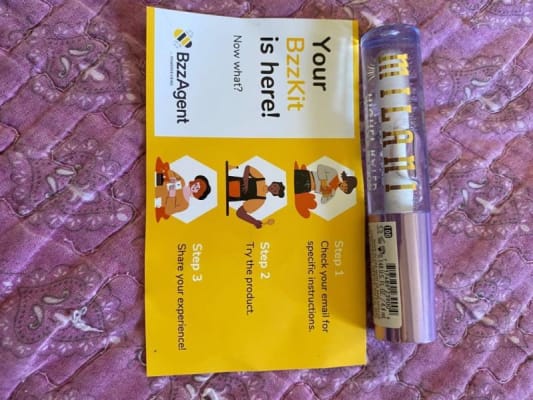 Your
BzzKit
is here!
Now what?
BzzAgent
Step 1
Check your email for
specific instructions.
Step 2
Try the product.
Step 3
Share your experience!
MILANI
100